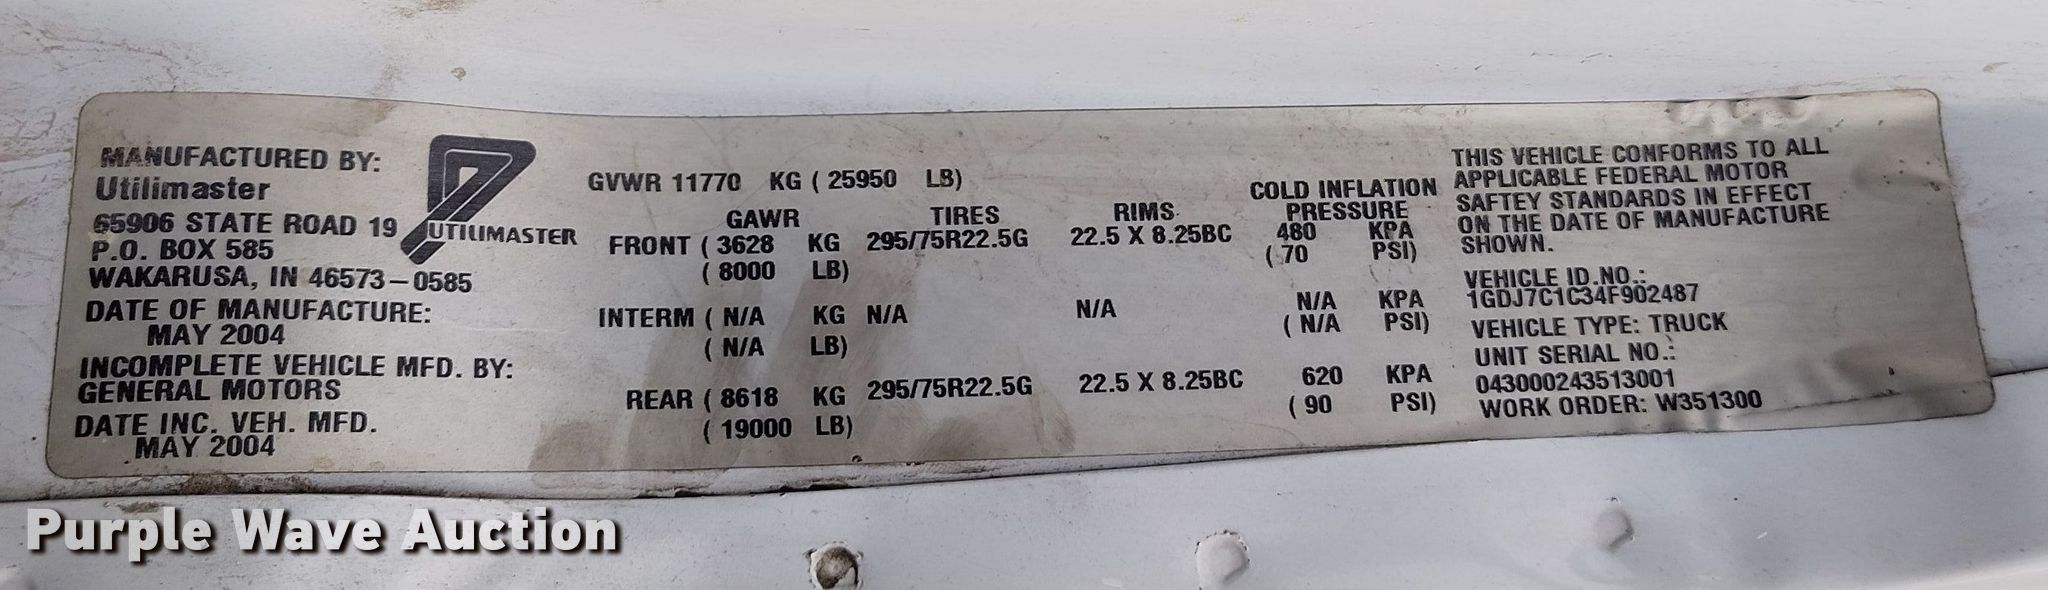 MANUFACTURED BY:
Utilimaster
65906 STATE ROAD 19
P.O. BOX 585
WAKARUSA, IN 46573-0585
DATE OF MANUFACTURE:
MAY 2004
INCOMPLETE VEHICLE MFD. BY:
GENERAL MOTORS
DATE INC. VEH. MFD.
MAY 2004
UTILIMASTER
GVWR 11770 KG ( 25950 LB)
GAWR TIRES RIMS COLD INFLATION PRESSURE
FRONT ( 3628 KG 295/75R22.5G 22.5 X 8.25BC 480 KPA
( 8000 LB) ( 70 PSI)
INTERM ( N/A KG N/A N/A N/A KPA
( N/A LB) ( N/A PSI)
REAR ( 8618 KG 295/75R22.5G 22.5 X 8.25BC 620 KPA
( 19000 LB) ( 90 PSI)
THIS VEHICLE CONFORMS TO ALL
APPLICABLE FEDERAL MOTOR
SAFTEY STANDARDS IN EFFECT
ON THE DATE OF MANUFACTURE
SHOWN.
VEHICLE ID.NO.:
1GDJ7C1C34F902487
VEHICLE TYPE: TRUCK
UNIT SERIAL NO.:
043000243513001
WORK ORDER: W351300
Purple Wave Auction